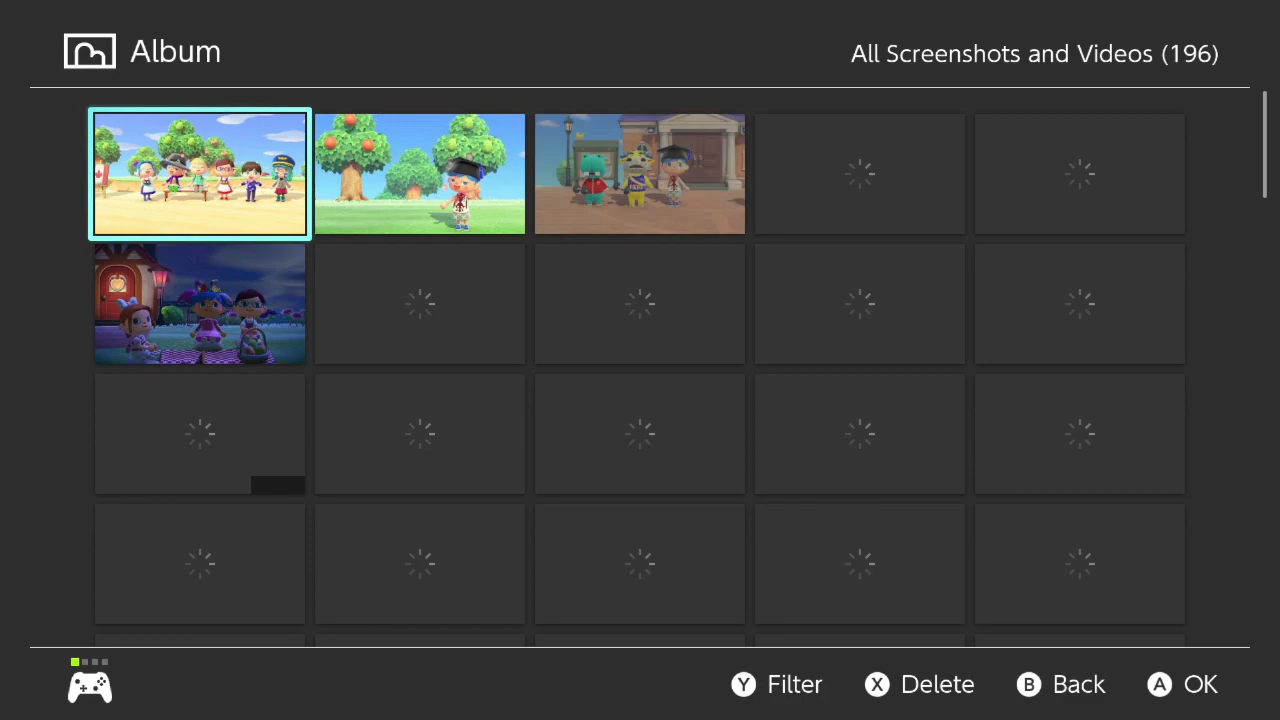 Album
All Screenshots and Videos (196)
Y Filter
X Delete
B Back
A OK